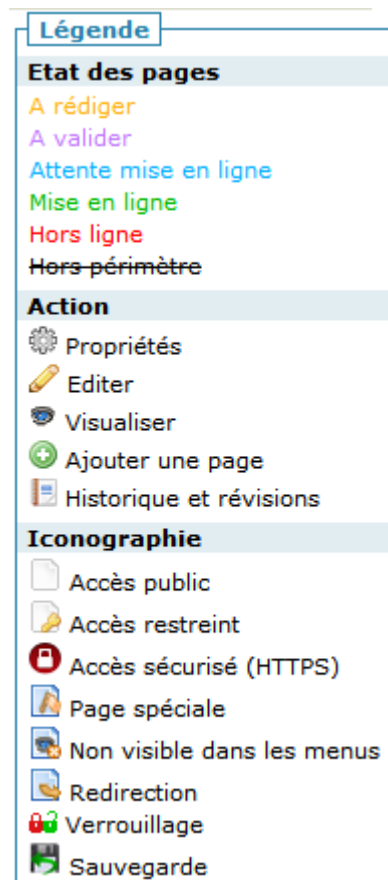 Légende
Etat des pages
A rédiger
A valider
Attente mise en ligne
Mise en ligne
Hors ligne
Hors périmètre
Action
Propriétés
Editer
Visualiser
Ajouter une page
Historique et révisions
Iconographie
Accès public
Accès restreint
Accès sécurisé (HTTPS)
Page spéciale
Non visible dans les menus
Redirection
Verrouillage
Sauvegarde